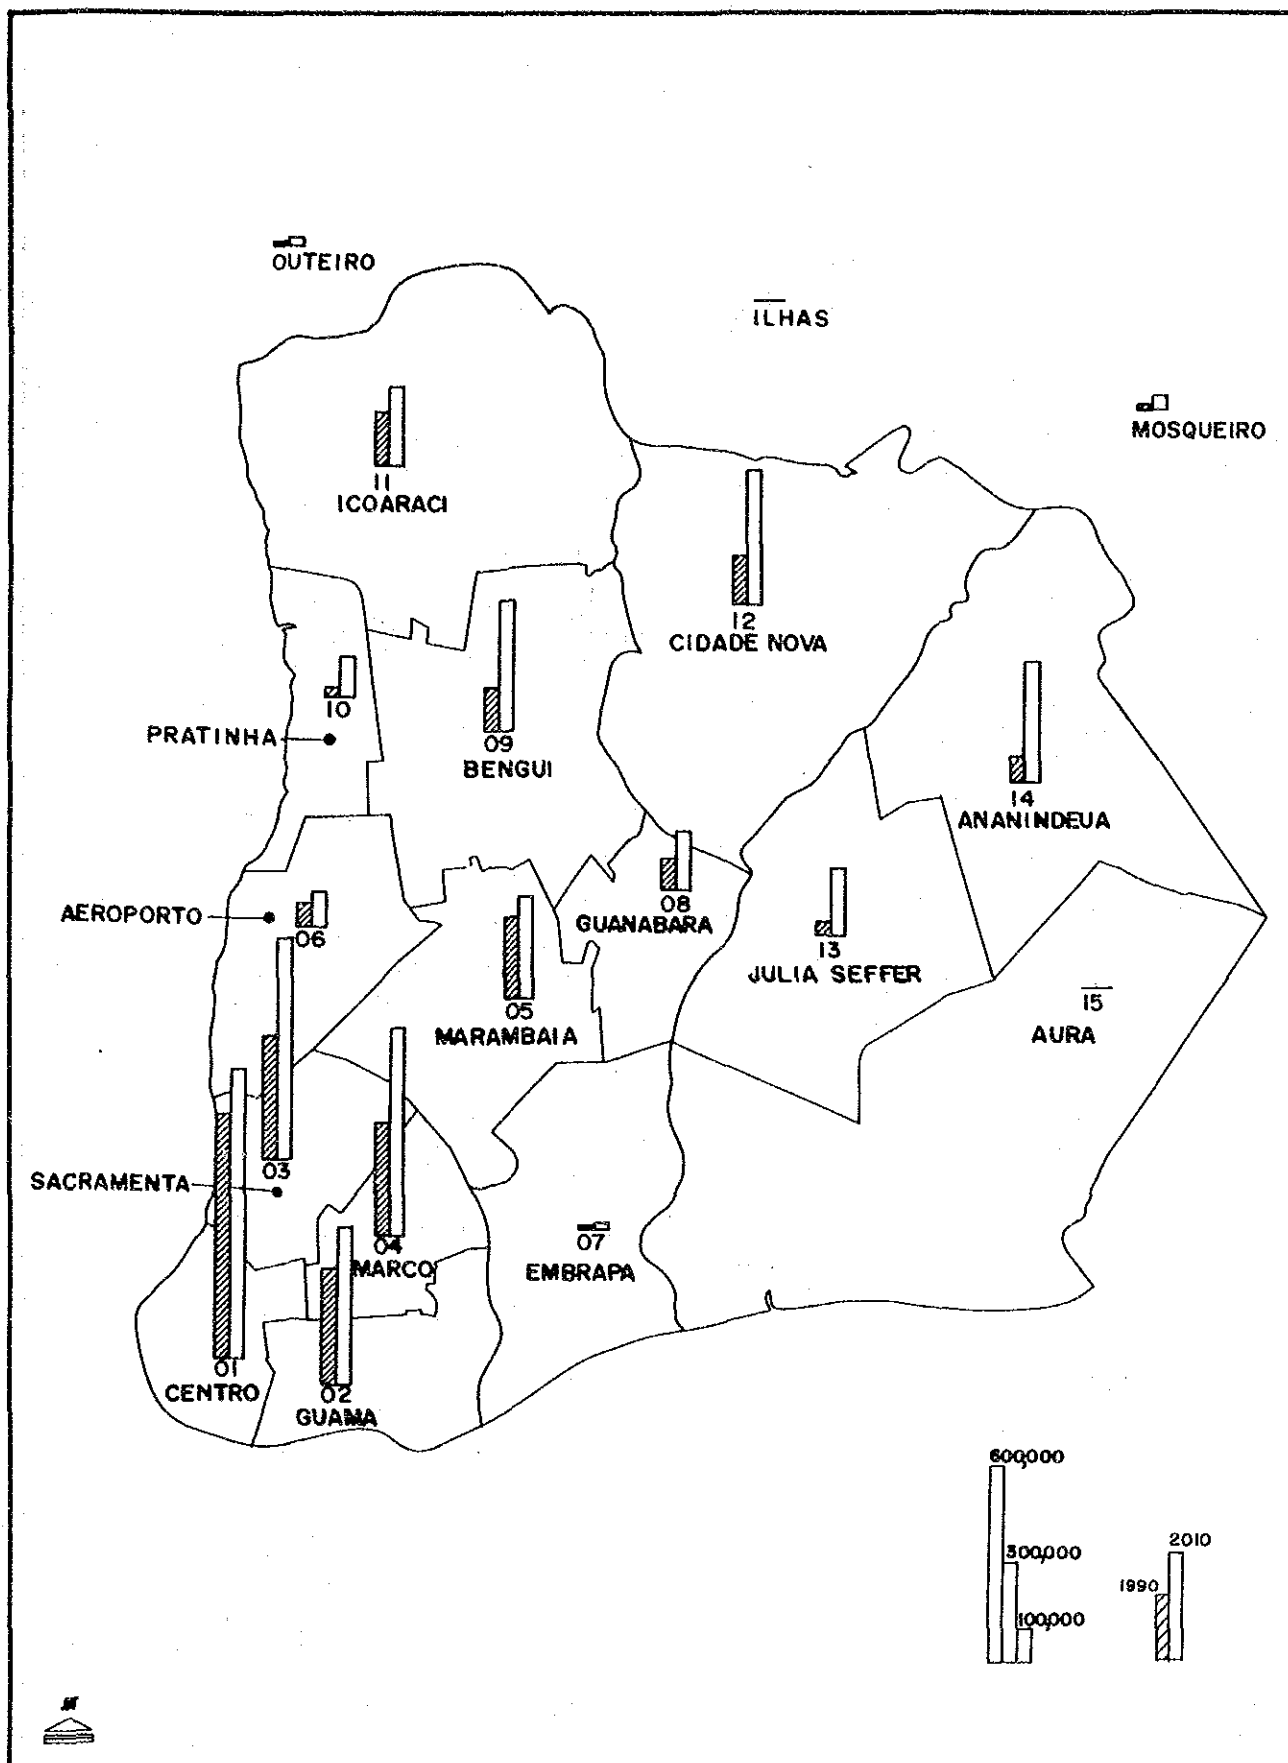 OUTEIRO
ILHAS
MOSQUEIRO
11
ICOARACI
12
CIDADE NOVA
10
PRATINHA
09
BENGUI
14
ANANINDEUA
AEROPORTO
06
08
GUANABARA
13
JULIA SEFFER
05
MARAMBAIA
15
AURA
03
SACRAMENTA
04
MARCO
07
EMBRAPA
01
CENTRO
02
GUAMA
600,000
300,000
100,000
1990
2010